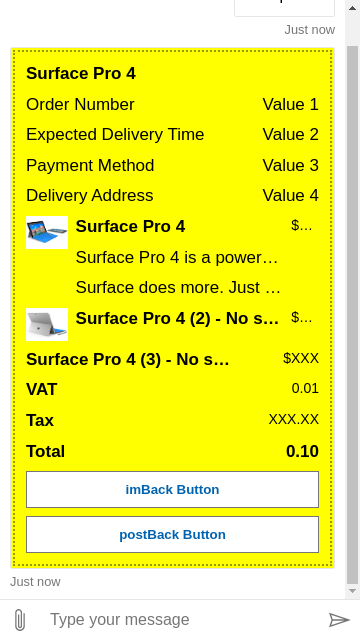 Just now
Surface Pro 4
Order Number Value 1
Expected Delivery Time Value 2
Payment Method Value 3
Delivery Address Value 4
Surface Pro 4 $…
Surface Pro 4 is a power…
Surface does more. Just …
Surface Pro 4 (2) - No s… $…
Surface Pro 4 (3) - No s… $XXX
VAT 0.01
Tax XXX.XX
Total 0.10
imBack Button
postBack Button
Just now
Type your message